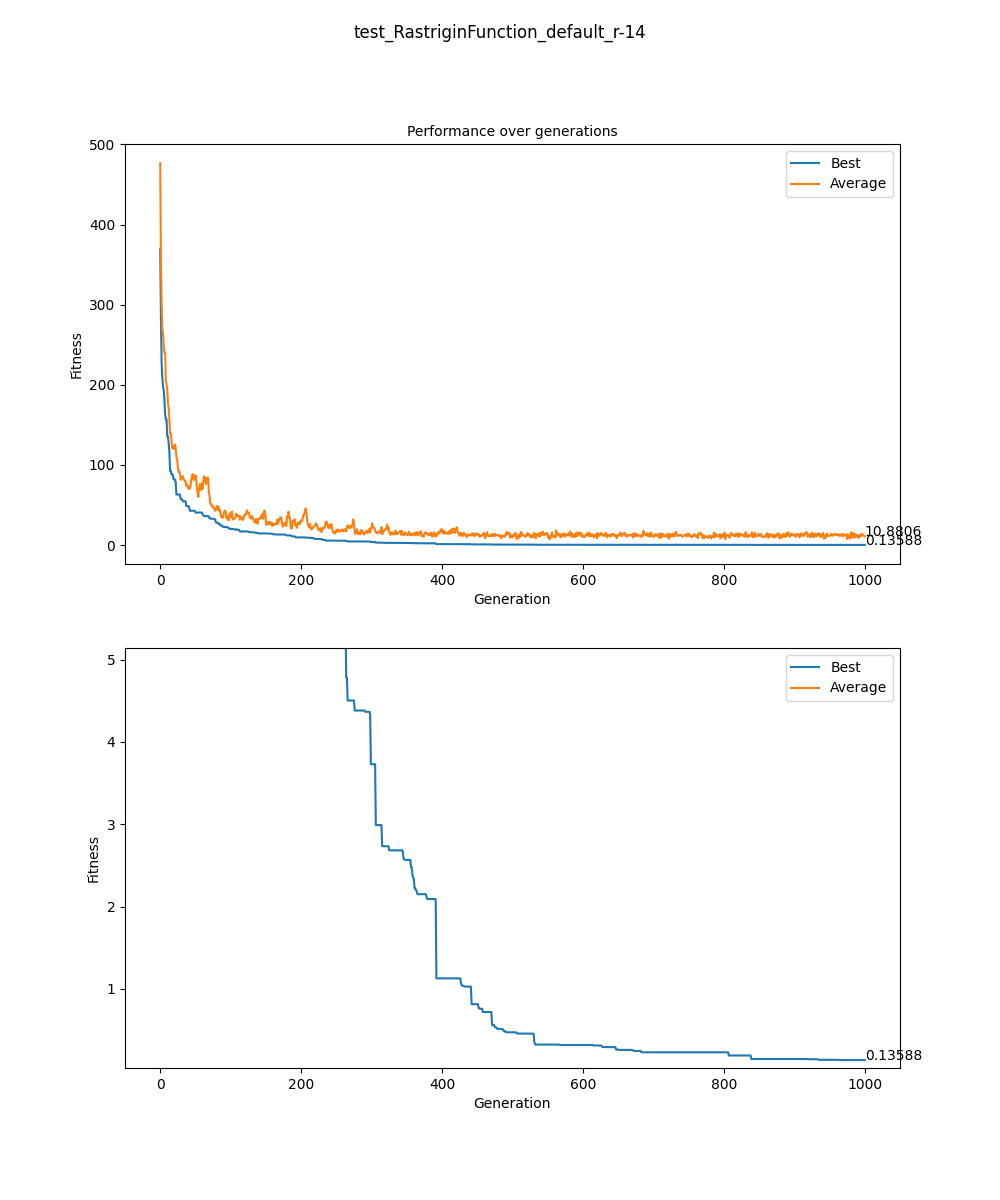 test_RastriginFunction_default_r-14
Performance over generations
500
400
300
200
100
0
Fitness
Best
Average
10.8806
0.13588
0 200 400 600 800 1000
Generation
5
4
3
2
1
Fitness
Best
Average
0.13588
0 200 400 600 800 1000
Generation